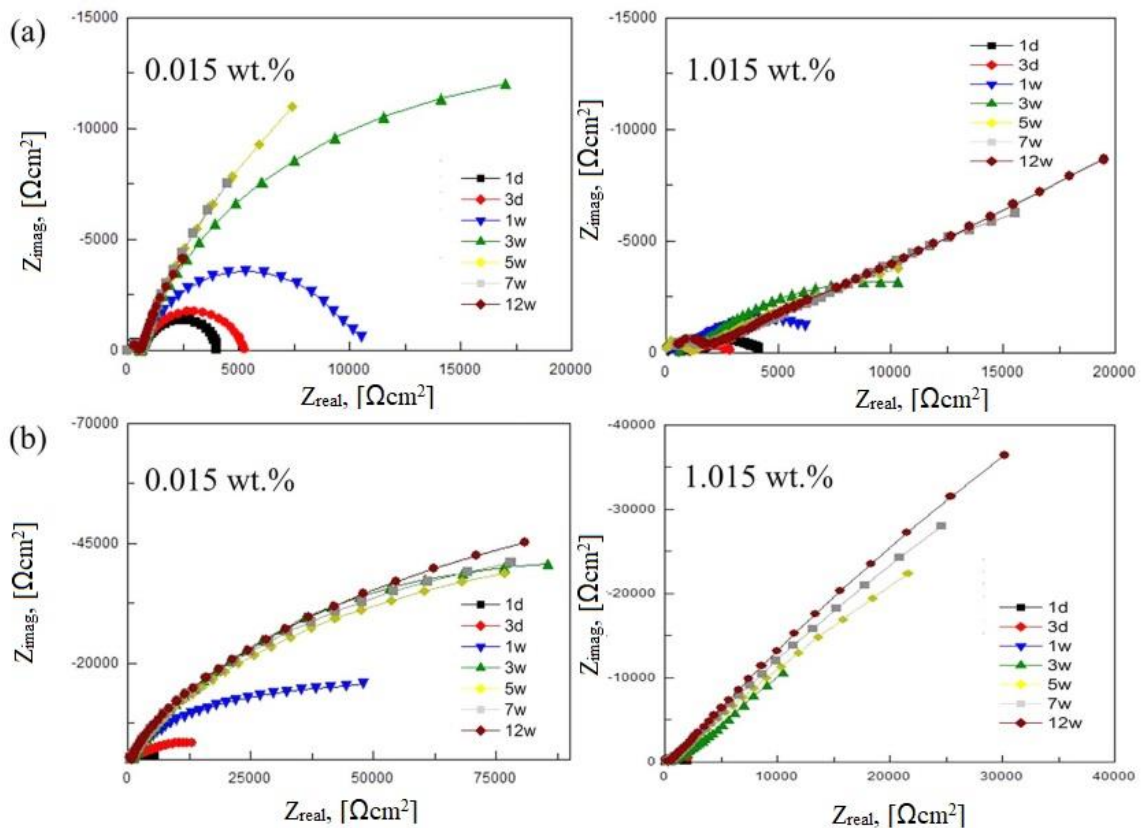 (a)
-15000
-10000
-5000
0
0.015 wt.%
1d
3d
1w
3w
5w
7w
12w
0
5000
10000
15000
20000
Zreal, [Ωcm²]
Zimag, [Ωcm²]
-15000
-10000
-5000
0
1.015 wt.%
1d
3d
1w
3w
5w
7w
12w
0
5000
10000
15000
20000
Zreal, [Ωcm²]
Zimag, [Ωcm²]
(b)
-70000
-45000
-20000
0.015 wt.%
1d
3d
1w
3w
5w
7w
12w
0
25000
50000
75000
Zreal, [Ωcm²]
Zimag, [Ωcm²]
-40000
-30000
-20000
-10000
0
1.015 wt.%
1d
3d
1w
3w
5w
7w
12w
0
10000
20000
30000
40000
Zreal, [Ωcm²]
Zimag, [Ωcm²]